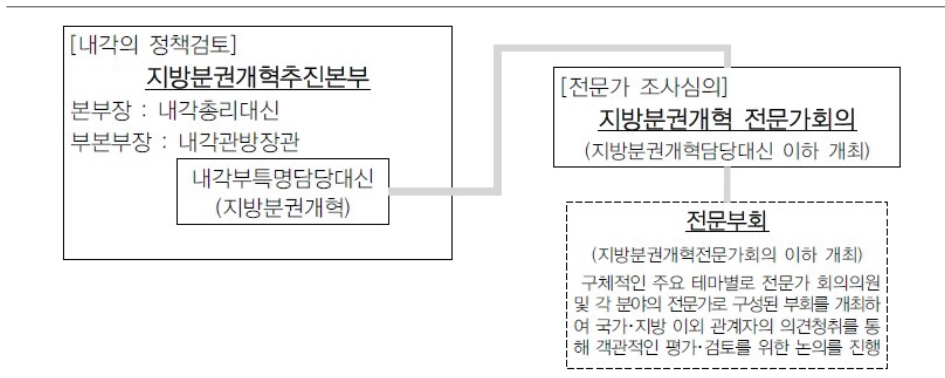 [내각의 정책검토]
지방분권개혁추진본부
본부장 : 내각총리대신
부본부장 : 내각관방장관
내각부특명담당대신
(지방분권개혁)
[전문가 조사심의]
지방분권개혁 전문가회의
(지방분권개혁담당대신 이하 개최)
전문부회
(지방분권개혁전문가회의 이하 개최)
구체적인 주요 테마별로 전문가 회의의원
및 각 분야의 전문가로 구성된 부회를 개최하
여 국가·지방 이외 관계자의 의견청취를 통
해 객관적인 평가·검토를 위한 논의를 진행